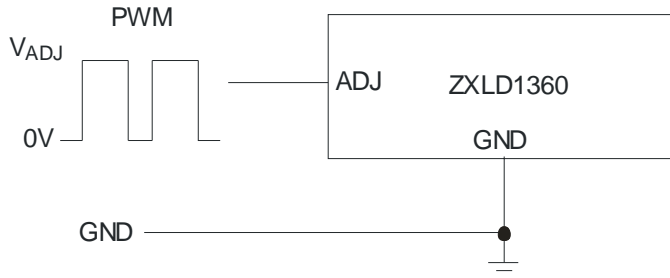 PWM
VADJ
ADJ
ZXLD1360
0V
GND
GND